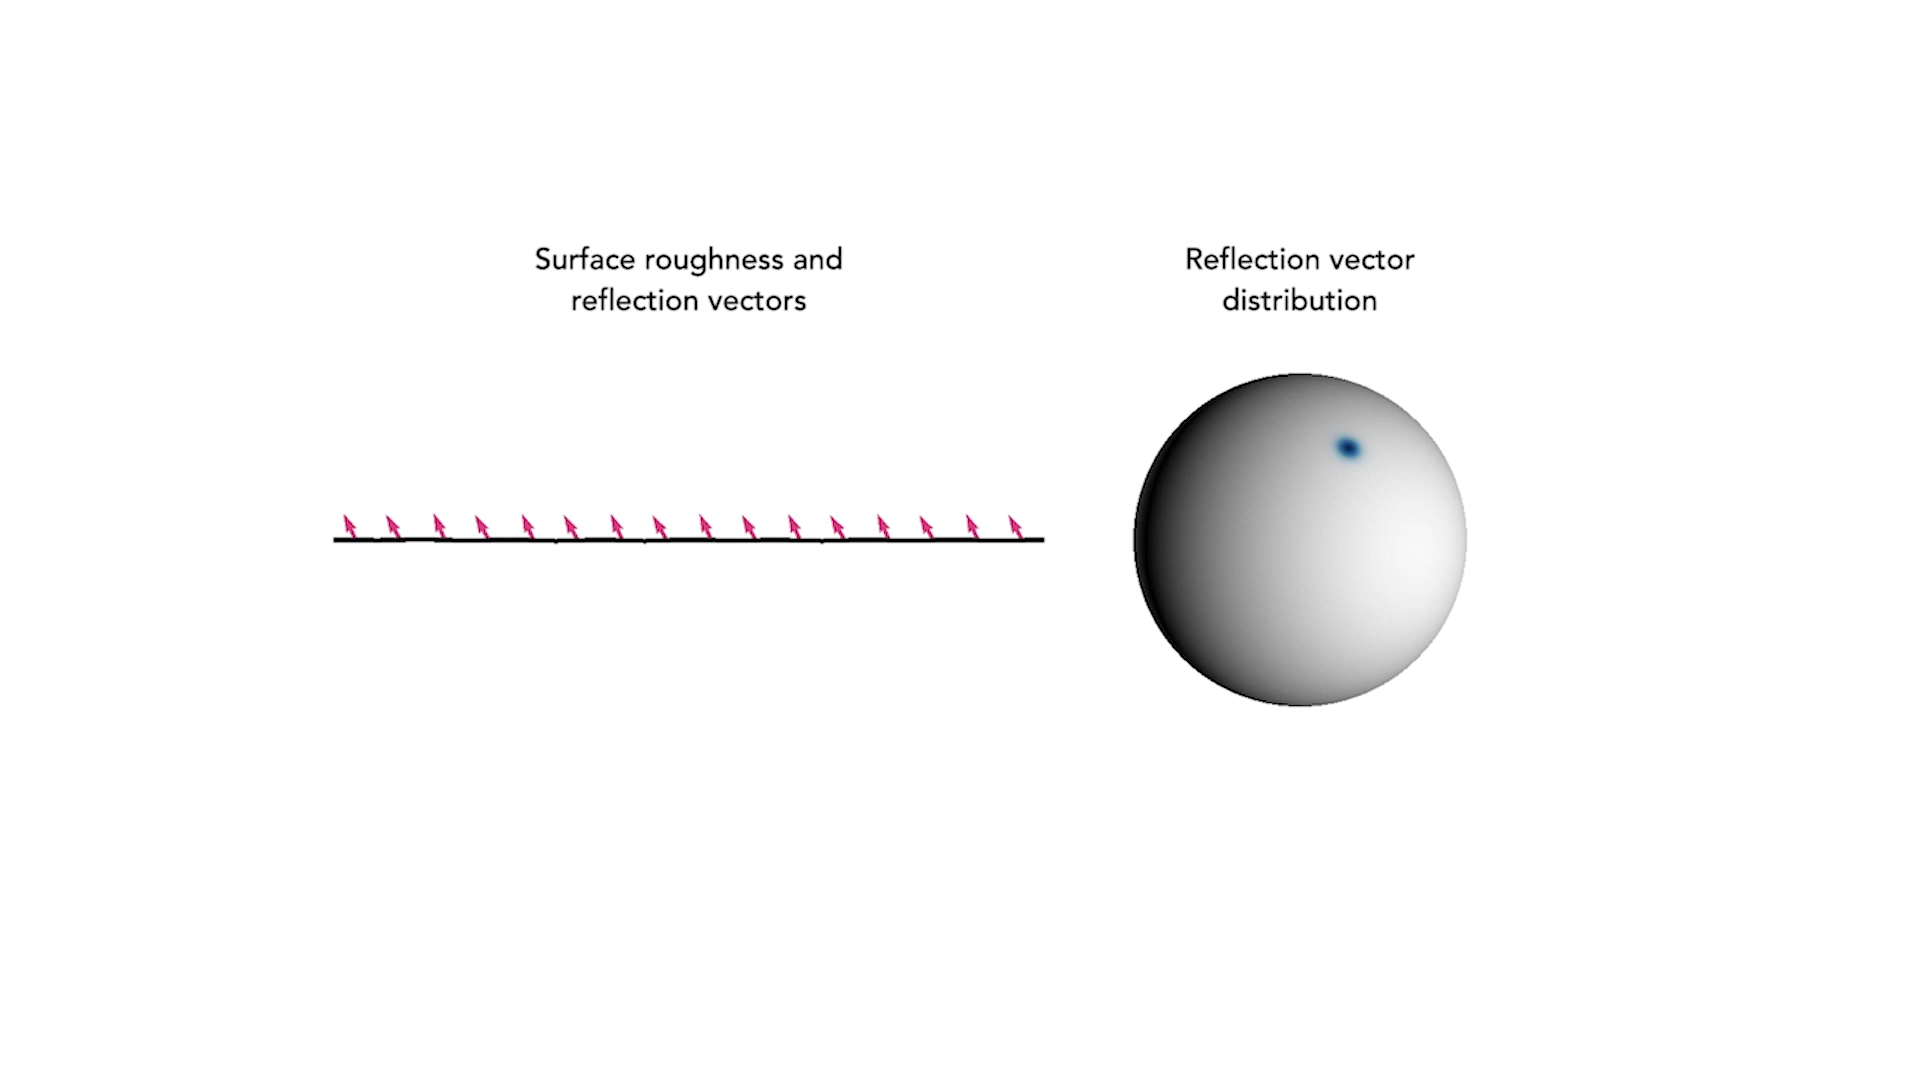 Surface roughness and
reflection vectors
Reflection vector
distribution